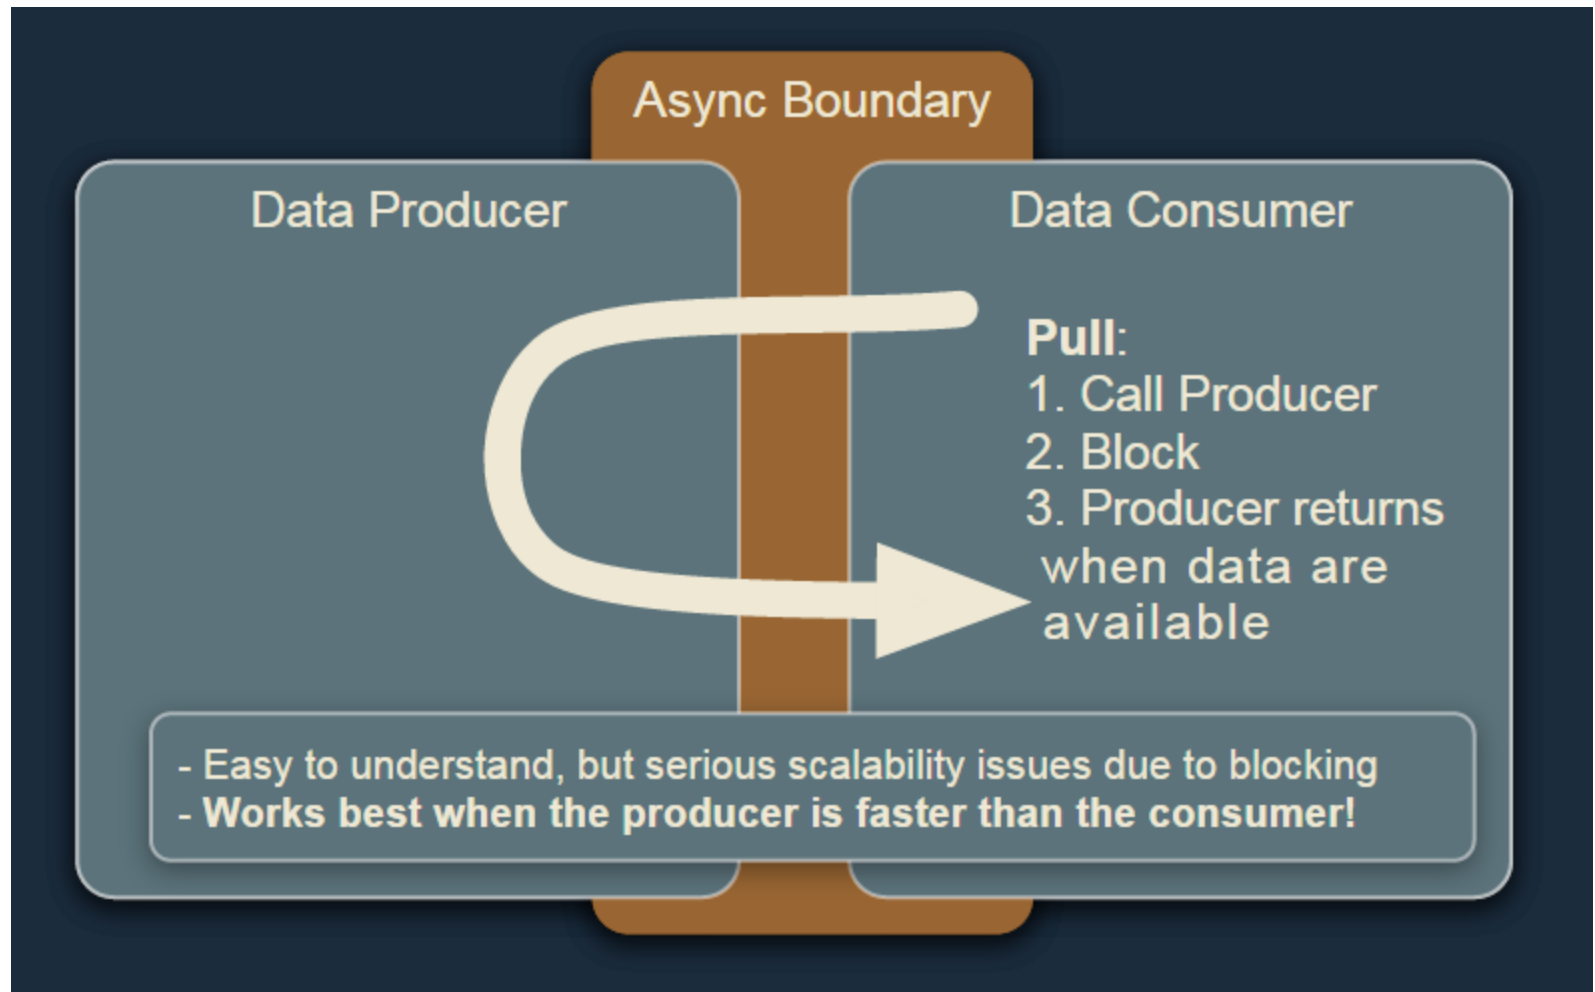 Async Boundary
Data Producer
Data Consumer
Pull:
1. Call Producer
2. Block
3. Producer returns
when data are
available
- Easy to understand, but serious scalability issues due to blocking
- Works best when the producer is faster than the consumer!